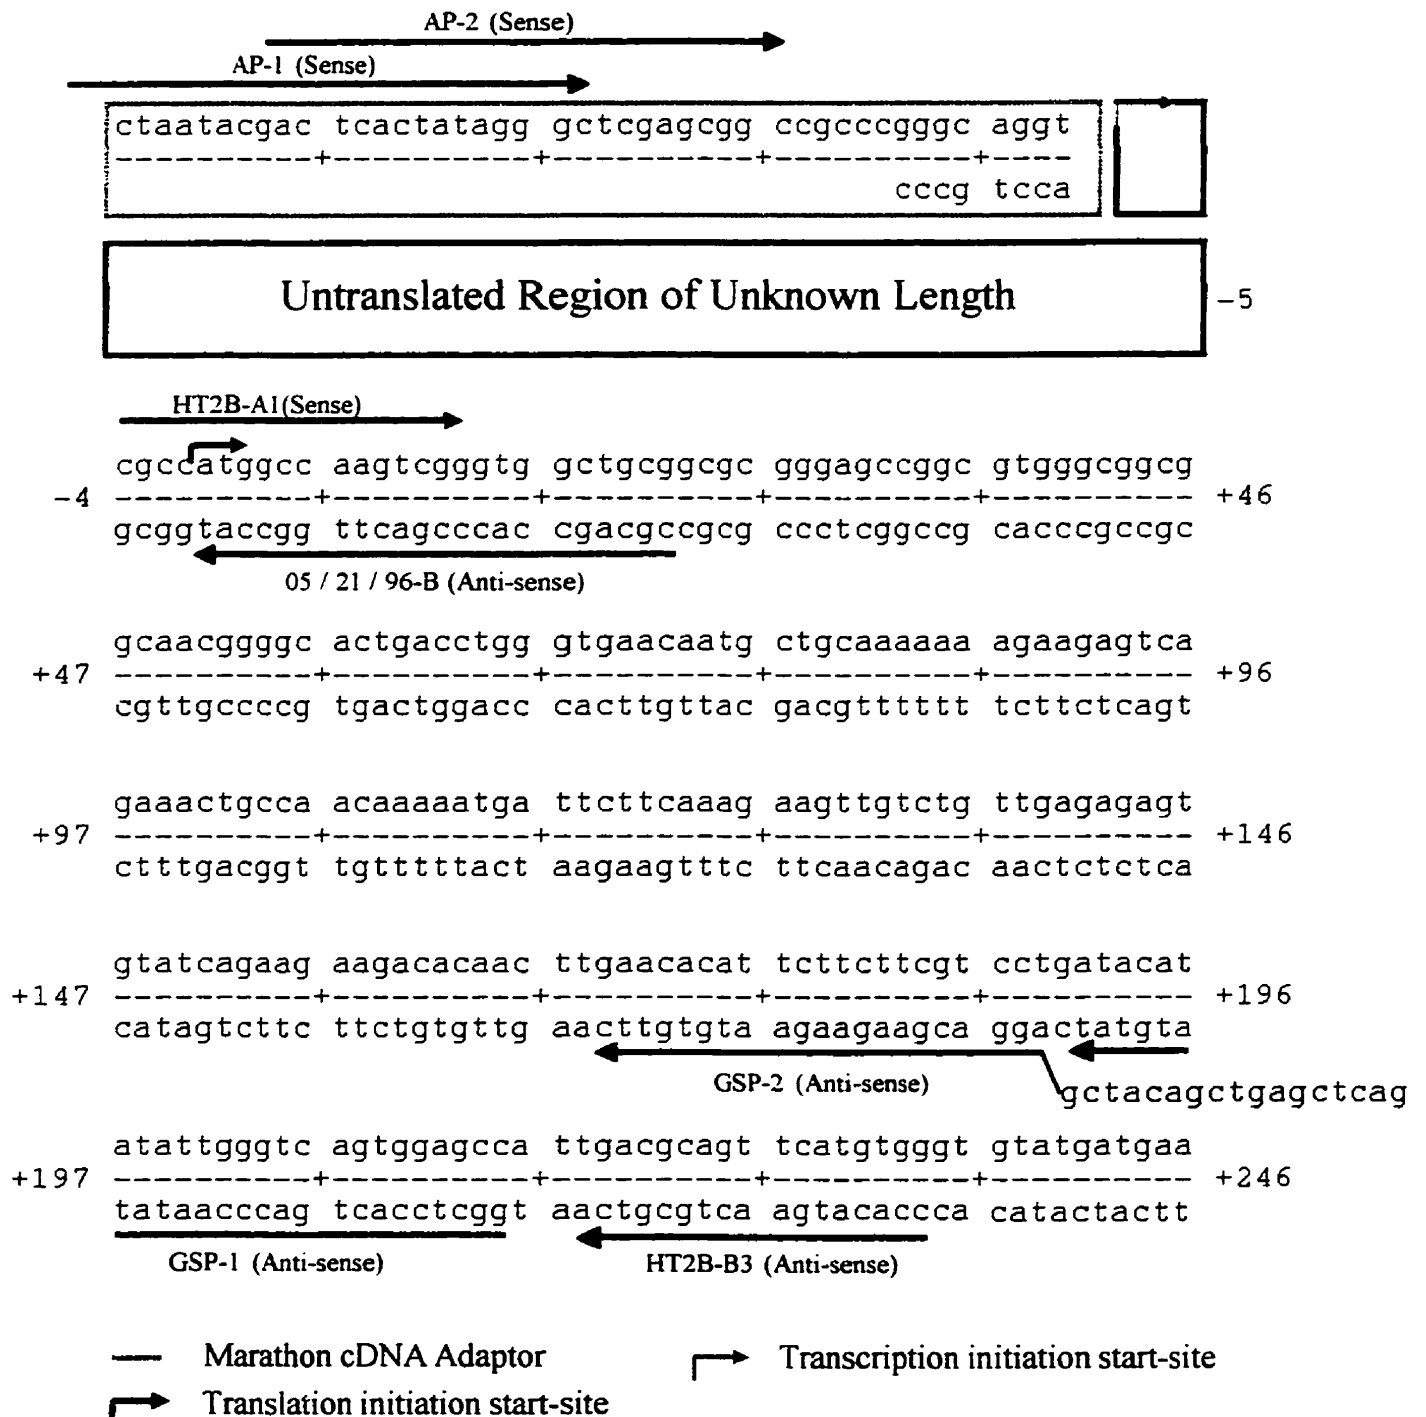 AP-2 (Sense)
AP-1 (Sense)
ctaatacgac tcactatagg gctcgagcgg ccgcccgggc aggt
----------+----------+----------+----------+----
cccg tcca
Untranslated Region of Unknown Length -5
HT2B-A1(Sense)
cgccatggcc aagtcgggtg gctgcggcgc gggagccggc gtgggcggcg
-4 ----------+----------+----------+----------+---------- +46
gcggtaccgg ttcagcccac cgacgccgcg ccctcggccg cacccgccgc
05 / 21 / 96-B (Anti-sense)
gcaacggggc actgacctgg gtgaacaatg ctgcaaaaaa agaagagtca
+47 ----------+----------+----------+----------+---------- +96
cgttgccccg tgactggacc cacttgttac gacgtttttt tcttctcagt
gaaactgcca acaaaaatga ttcttcaaag aagttgtctg ttgagagagt
+97 ----------+----------+----------+----------+---------- +146
ctttgacggt tgtttttact aagaagtttc ttcaacagac aactctctca
gtatcagaag aagacacaac ttgaacacat tcttcttcgt cctgatacat
+147 ----------+----------+----------+----------+---------- +196
catagtcttc ttctgtgttg aacttgtgta agaagaagca ggactatgta
GSP-2 (Anti-sense)
gctacagctgagctcag
atattgggtc agtggagcca ttgacgcagt tcatgtgggt gtatgatgaa
+197 ----------+----------+----------+----------+---------- +246
tataacccag tcacctcggt aactgcgtca agtacaccca catactactt
GSP-1 (Anti-sense) HT2B-B3 (Anti-sense)
Marathon cDNA Adaptor Transcription initiation start-site
Translation initiation start-site